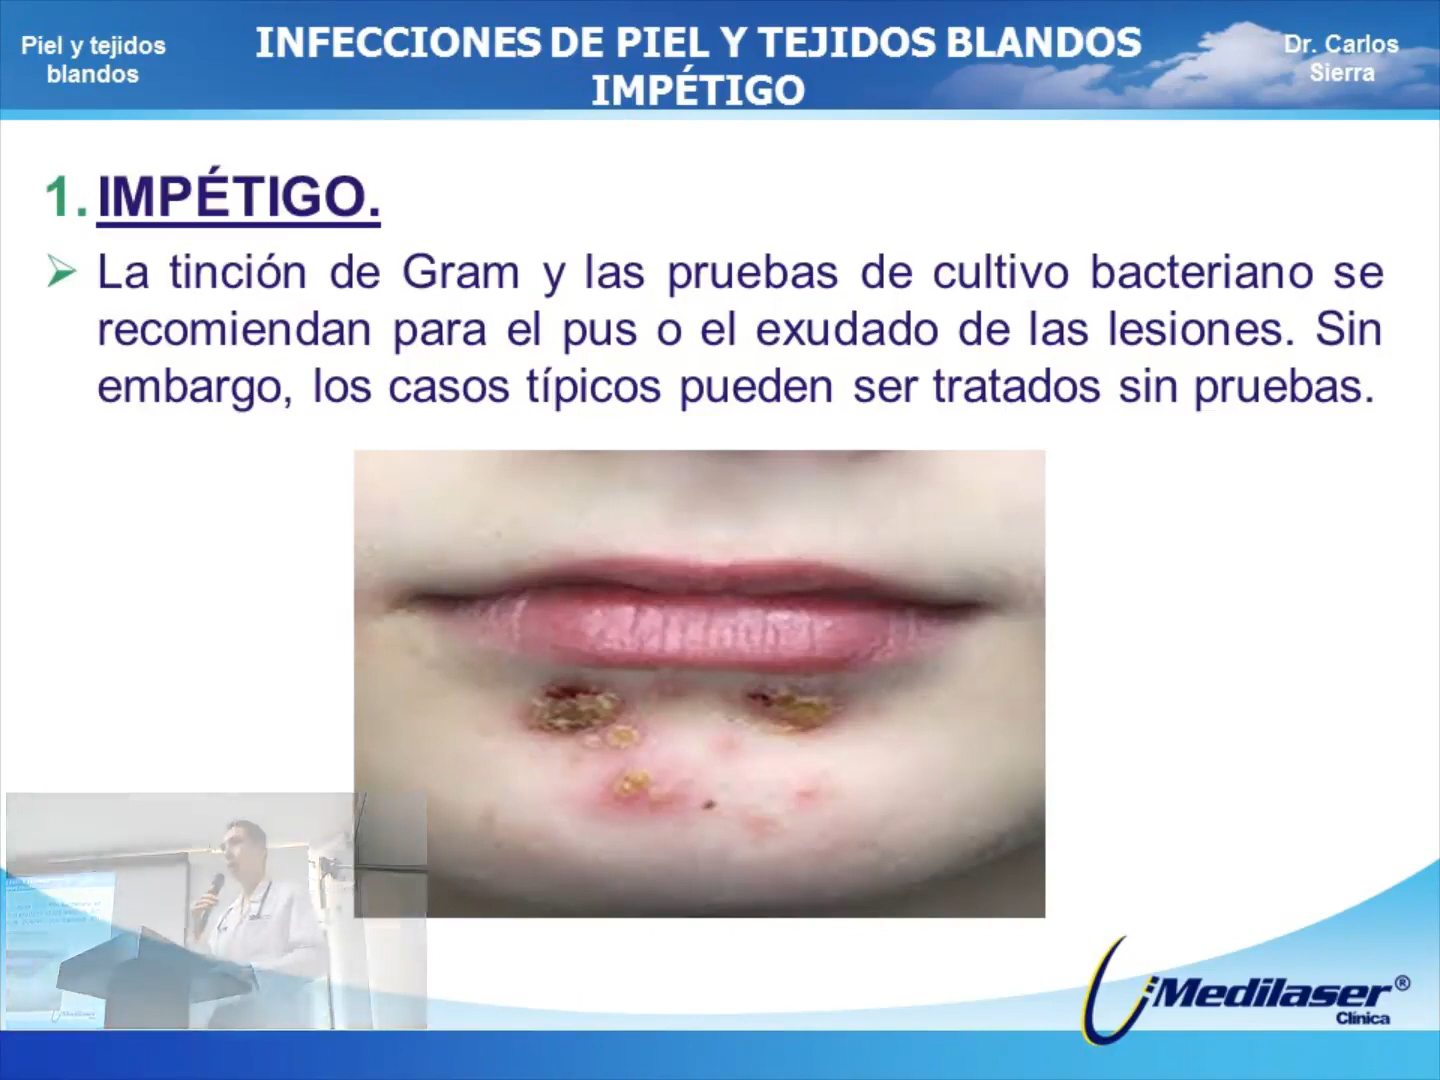 Piel y tejidos
blandos
INFECCIONES DE PIEL Y TEJIDOS BLANDOS
IMPÉTIGO
Dr. Carlos
Sierra
1. IMPÉTIGO.
La tinción de Gram y las pruebas de cultivo bacteriano se
recomiendan para el pus o el exudado de las lesiones. Sin
embargo, los casos típicos pueden ser tratados sin pruebas.
Medilaser®
Clínica